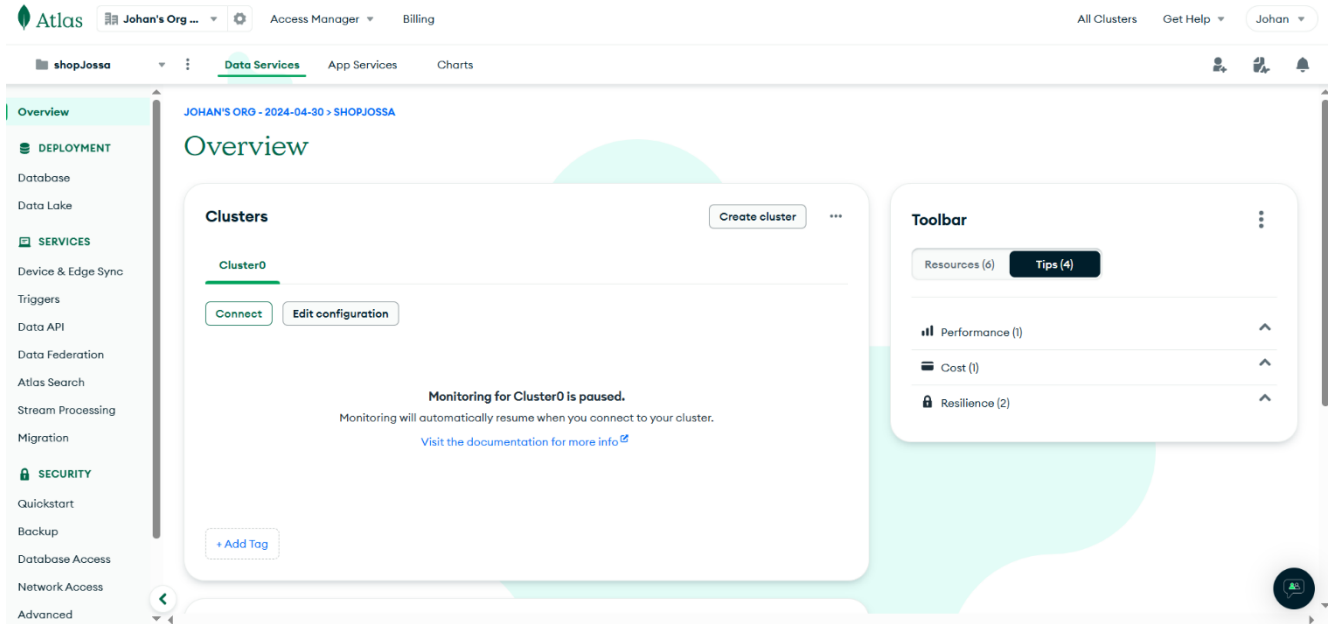 Atlas
Johan's Org ...
Access Manager
Billing
All Clusters
Get Help
Johan
shopJossa
Data Services
App Services
Charts
Overview
DEPLOYMENT
Database
Data Lake
SERVICES
Device & Edge Sync
Triggers
Data API
Data Federation
Atlas Search
Stream Processing
Migration
SECURITY
Quickstart
Backup
Database Access
Network Access
Advanced
JOHAN'S ORG - 2024-04-30 > SHOPJOSSA
Overview
Clusters
Create cluster
Cluster0
Connect
Edit configuration
Monitoring for Cluster0 is paused.
Monitoring will automatically resume when you connect to your cluster.
Visit the documentation for more info
+ Add Tag
Toolbar
Resources (6)
Tips (4)
Performance (1)
Cost (1)
Resilience (2)